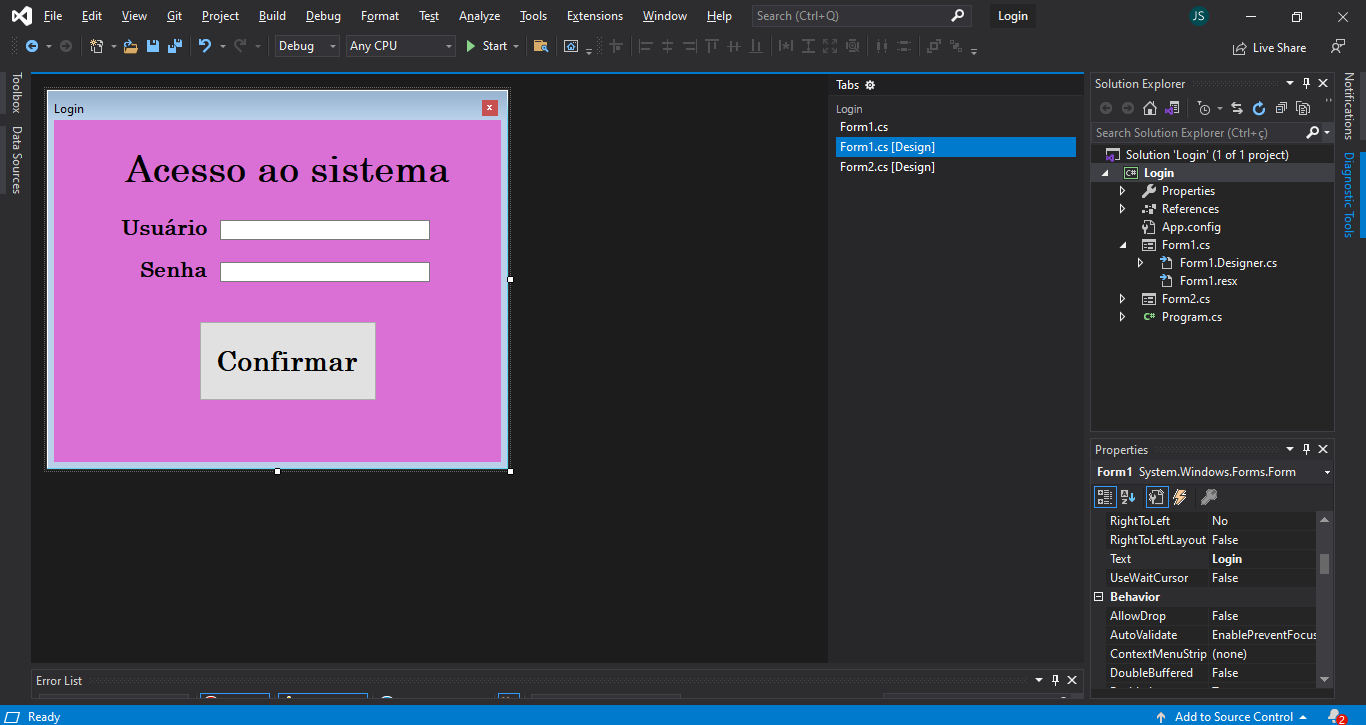 File Edit View Git Project Build Debug Format Test Analyze Tools Extensions Window Help Search (Ctrl+Q) Login JS
Debug Any CPU Start Live Share
Toolbox
Data Sources
Login x
Acesso ao sistema
Usuário
Senha
Confirmar
Tabs
Login
Form1.cs
Form1.cs [Design]
Form2.cs [Design]
Solution Explorer
Search Solution Explorer (Ctrl+ç)
Solution 'Login' (1 of 1 project)
C# Login
Properties
References
App.config
Form1.cs
Form1.Designer.cs
Form1.resx
Form2.cs
C# Program.cs
Notifications
Diagnostic Tools
Properties
Form1 System.Windows.Forms.Form
RightToLeft No
RightToLeftLayout False
Text Login
UseWaitCursor False
Behavior
AllowDrop False
AutoValidate EnablePreventFocus
ContextMenuStrip (none)
DoubleBuffered False
Error List
Ready
Add to Source Control 2